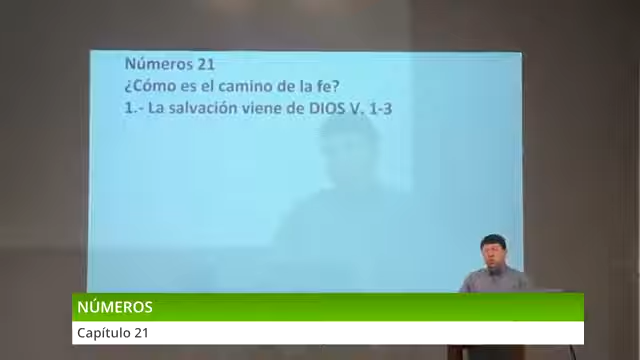 Números 21
¿Cómo es el camino de la fe?
1.- La salvación viene de DIOS V. 1-3
NÚMEROS
Capítulo 21